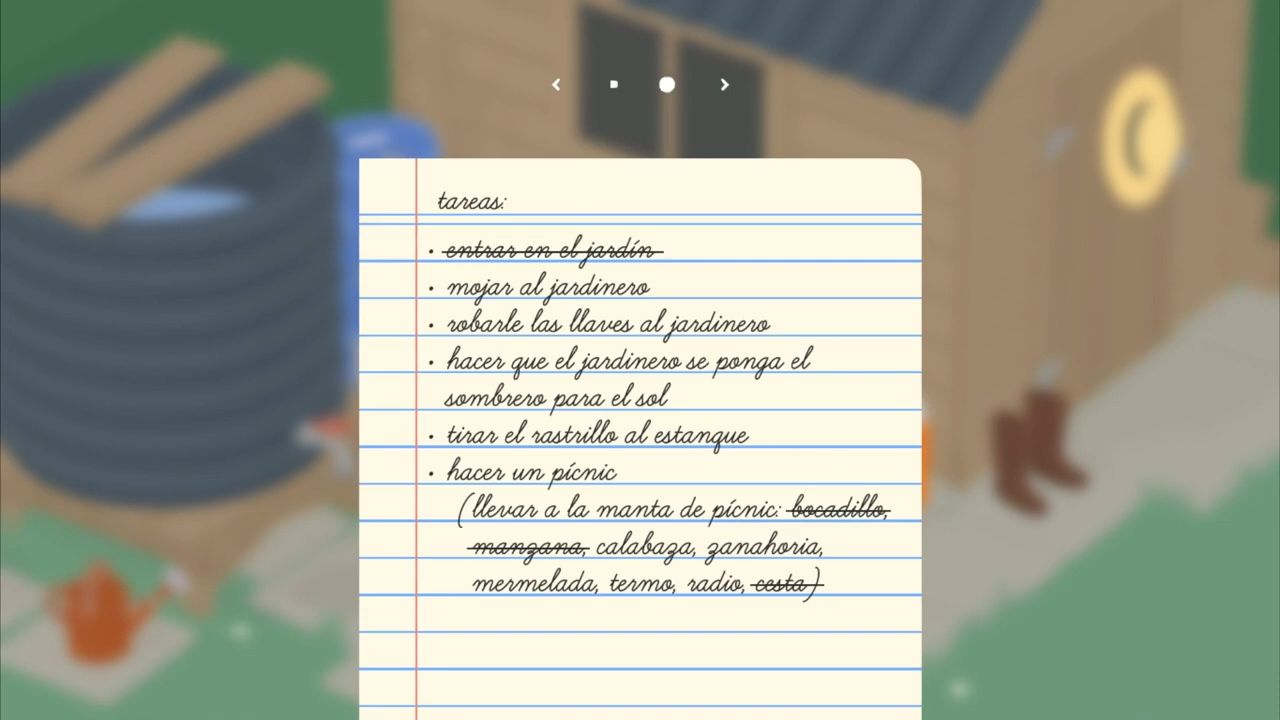 tareas:
• entrar en el jardín
• mojar al jardinero
• robarle las llaves al jardinero
• hacer que el jardinero se ponga el
sombrero para el sol
• tirar el rastrillo al estanque
• hacer un pícnic
(llevar a la manta de pícnic: bocadillo,
manzana, calabaza, zanahoria,
mermelada, termo, radio, cesta)